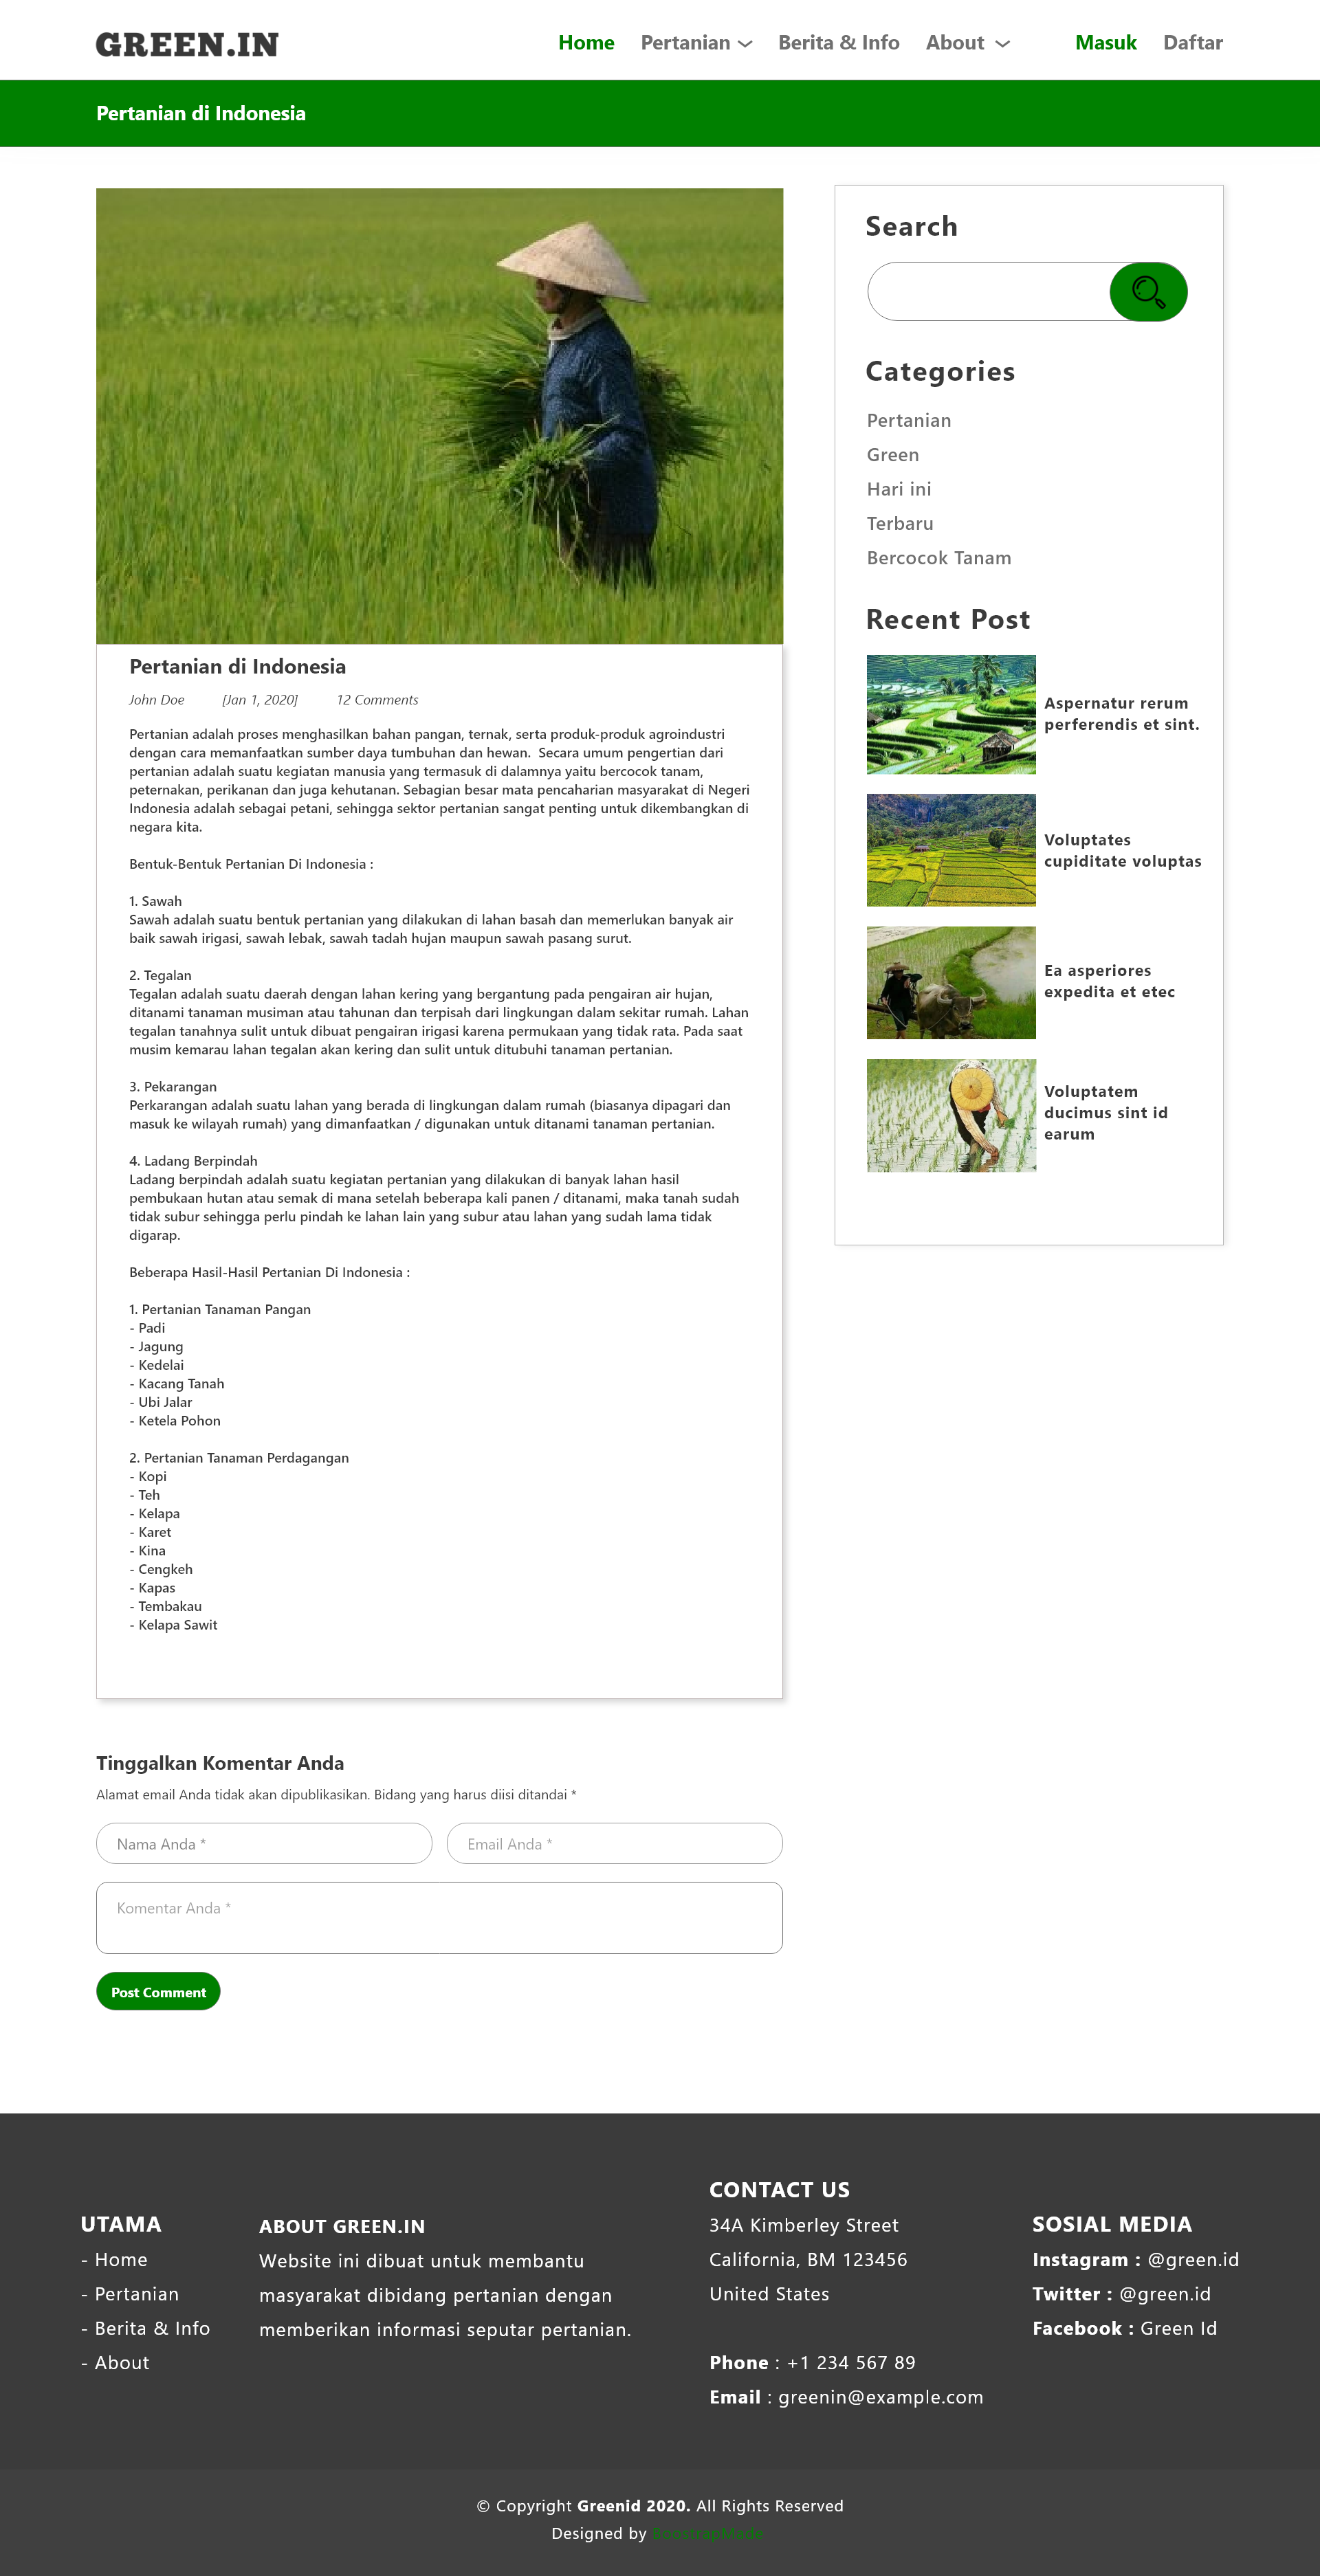 GREEN.IN
Home Pertanian Berita & Info About Masuk Daftar
Pertanian di Indonesia
Pertanian di Indonesia
John Doe [Jan 1, 2020] 12 Comments
Pertanian adalah proses menghasilkan bahan pangan, ternak, serta produk-produk agroindustri
dengan cara memanfaatkan sumber daya tumbuhan dan hewan.  Secara umum pengertian dari
pertanian adalah suatu kegiatan manusia yang termasuk di dalamnya yaitu bercocok tanam,
peternakan, perikanan dan juga kehutanan. Sebagian besar mata pencaharian masyarakat di Negeri
Indonesia adalah sebagai petani, sehingga sektor pertanian sangat penting untuk dikembangkan di
negara kita.
Bentuk-Bentuk Pertanian Di Indonesia :
1. Sawah
Sawah adalah suatu bentuk pertanian yang dilakukan di lahan basah dan memerlukan banyak air
baik sawah irigasi, sawah lebak, sawah tadah hujan maupun sawah pasang surut.
2. Tegalan
Tegalan adalah suatu daerah dengan lahan kering yang bergantung pada pengairan air hujan,
ditanami tanaman musiman atau tahunan dan terpisah dari lingkungan dalam sekitar rumah. Lahan
tegalan tanahnya sulit untuk dibuat pengairan irigasi karena permukaan yang tidak rata. Pada saat
musim kemarau lahan tegalan akan kering dan sulit untuk ditubuhi tanaman pertanian.
3. Pekarangan
Perkarangan adalah suatu lahan yang berada di lingkungan dalam rumah (biasanya dipagari dan
masuk ke wilayah rumah) yang dimanfaatkan / digunakan untuk ditanami tanaman pertanian.
4. Ladang Berpindah
Ladang berpindah adalah suatu kegiatan pertanian yang dilakukan di banyak lahan hasil
pembukaan hutan atau semak di mana setelah beberapa kali panen / ditanami, maka tanah sudah
tidak subur sehingga perlu pindah ke lahan lain yang subur atau lahan yang sudah lama tidak
digarap.
Beberapa Hasil-Hasil Pertanian Di Indonesia :
1. Pertanian Tanaman Pangan
- Padi
- Jagung
- Kedelai
- Kacang Tanah
- Ubi Jalar
- Ketela Pohon
2. Pertanian Tanaman Perdagangan
- Kopi
- Teh
- Kelapa
- Karet
- Kina
- Cengkeh
- Kapas
- Tembakau
- Kelapa Sawit
Search
Categories
Pertanian
Green
Hari ini
Terbaru
Bercocok Tanam
Recent Post
Aspernatur rerum
perferendis et sint.
Voluptates
cupiditate voluptas
Ea asperiores
expedita et etec
Voluptatem
ducimus sint id
earum
Tinggalkan Komentar Anda
Alamat email Anda tidak akan dipublikasikan. Bidang yang harus diisi ditandai *
Nama Anda * Email Anda *
Komentar Anda *
Post Comment
UTAMA
- Home
- Pertanian
- Berita & Info
- About
ABOUT GREEN.IN
Website ini dibuat untuk membantu
masyarakat dibidang pertanian dengan
memberikan informasi seputar pertanian.
CONTACT US
34A Kimberley Street
California, BM 123456
United States
Phone : +1 234 567 89
Email : greenin@example.com
SOSIAL MEDIA
Instagram : @green.id
Twitter : @green.id
Facebook : Green Id
© Copyright Greenid 2020. All Rights Reserved
Designed by BoostrapMade